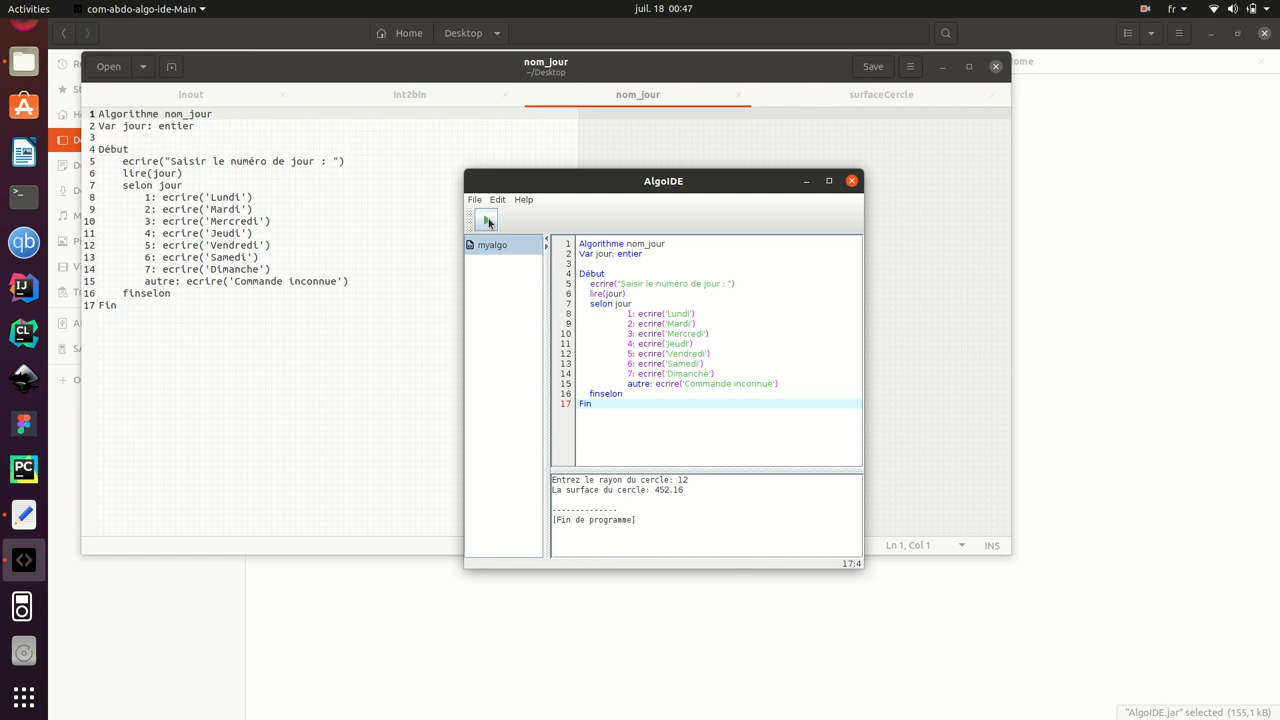 Activities
com-abdo-algo-ide-Main
juil. 18 00:47
fr
Home
Desktop
Open
nom_jour
~/Desktop
Save
inout
int2bin
nom_jour
surfaceCercle
1 Algorithme nom_jour
2 Var jour: entier
3
4 Début
5 ecrire("Saisir le numéro de jour : ")
6 lire(jour)
7 selon jour
8 1: ecrire('Lundi')
9 2: ecrire('Mardi')
10 3: ecrire('Mercredi')
11 4: ecrire('Jeudi')
12 5: ecrire('Vendredi')
13 6: ecrire('Samedi')
14 7: ecrire('Dimanche')
15 autre: ecrire('Commande inconnue')
16 finselon
17 Fin
Ln 1, Col 1
INS
AlgoIDE
File Edit Help
myalgo
1 Algorithme nom_jour
2 Var jour: entier
3
4 Début
5 ecrire("Saisir le numéro de jour : ")
6 lire(jour)
7 selon jour
8 1: ecrire('Lundi')
9 2: ecrire('Mardi')
10 3: ecrire('Mercredi')
11 4: ecrire('Jeudi')
12 5: ecrire('Vendredi')
13 6: ecrire('Samedi')
14 7: ecrire('Dimanche')
15 autre: ecrire('Commande inconnue')
16 finselon
17 Fin
Entrez le rayon du cercle: 12
La surface du cercle: 452.16
--------------
[Fin de programme]
17:4
"AlgoIDE.jar" selected (155,1 kB)